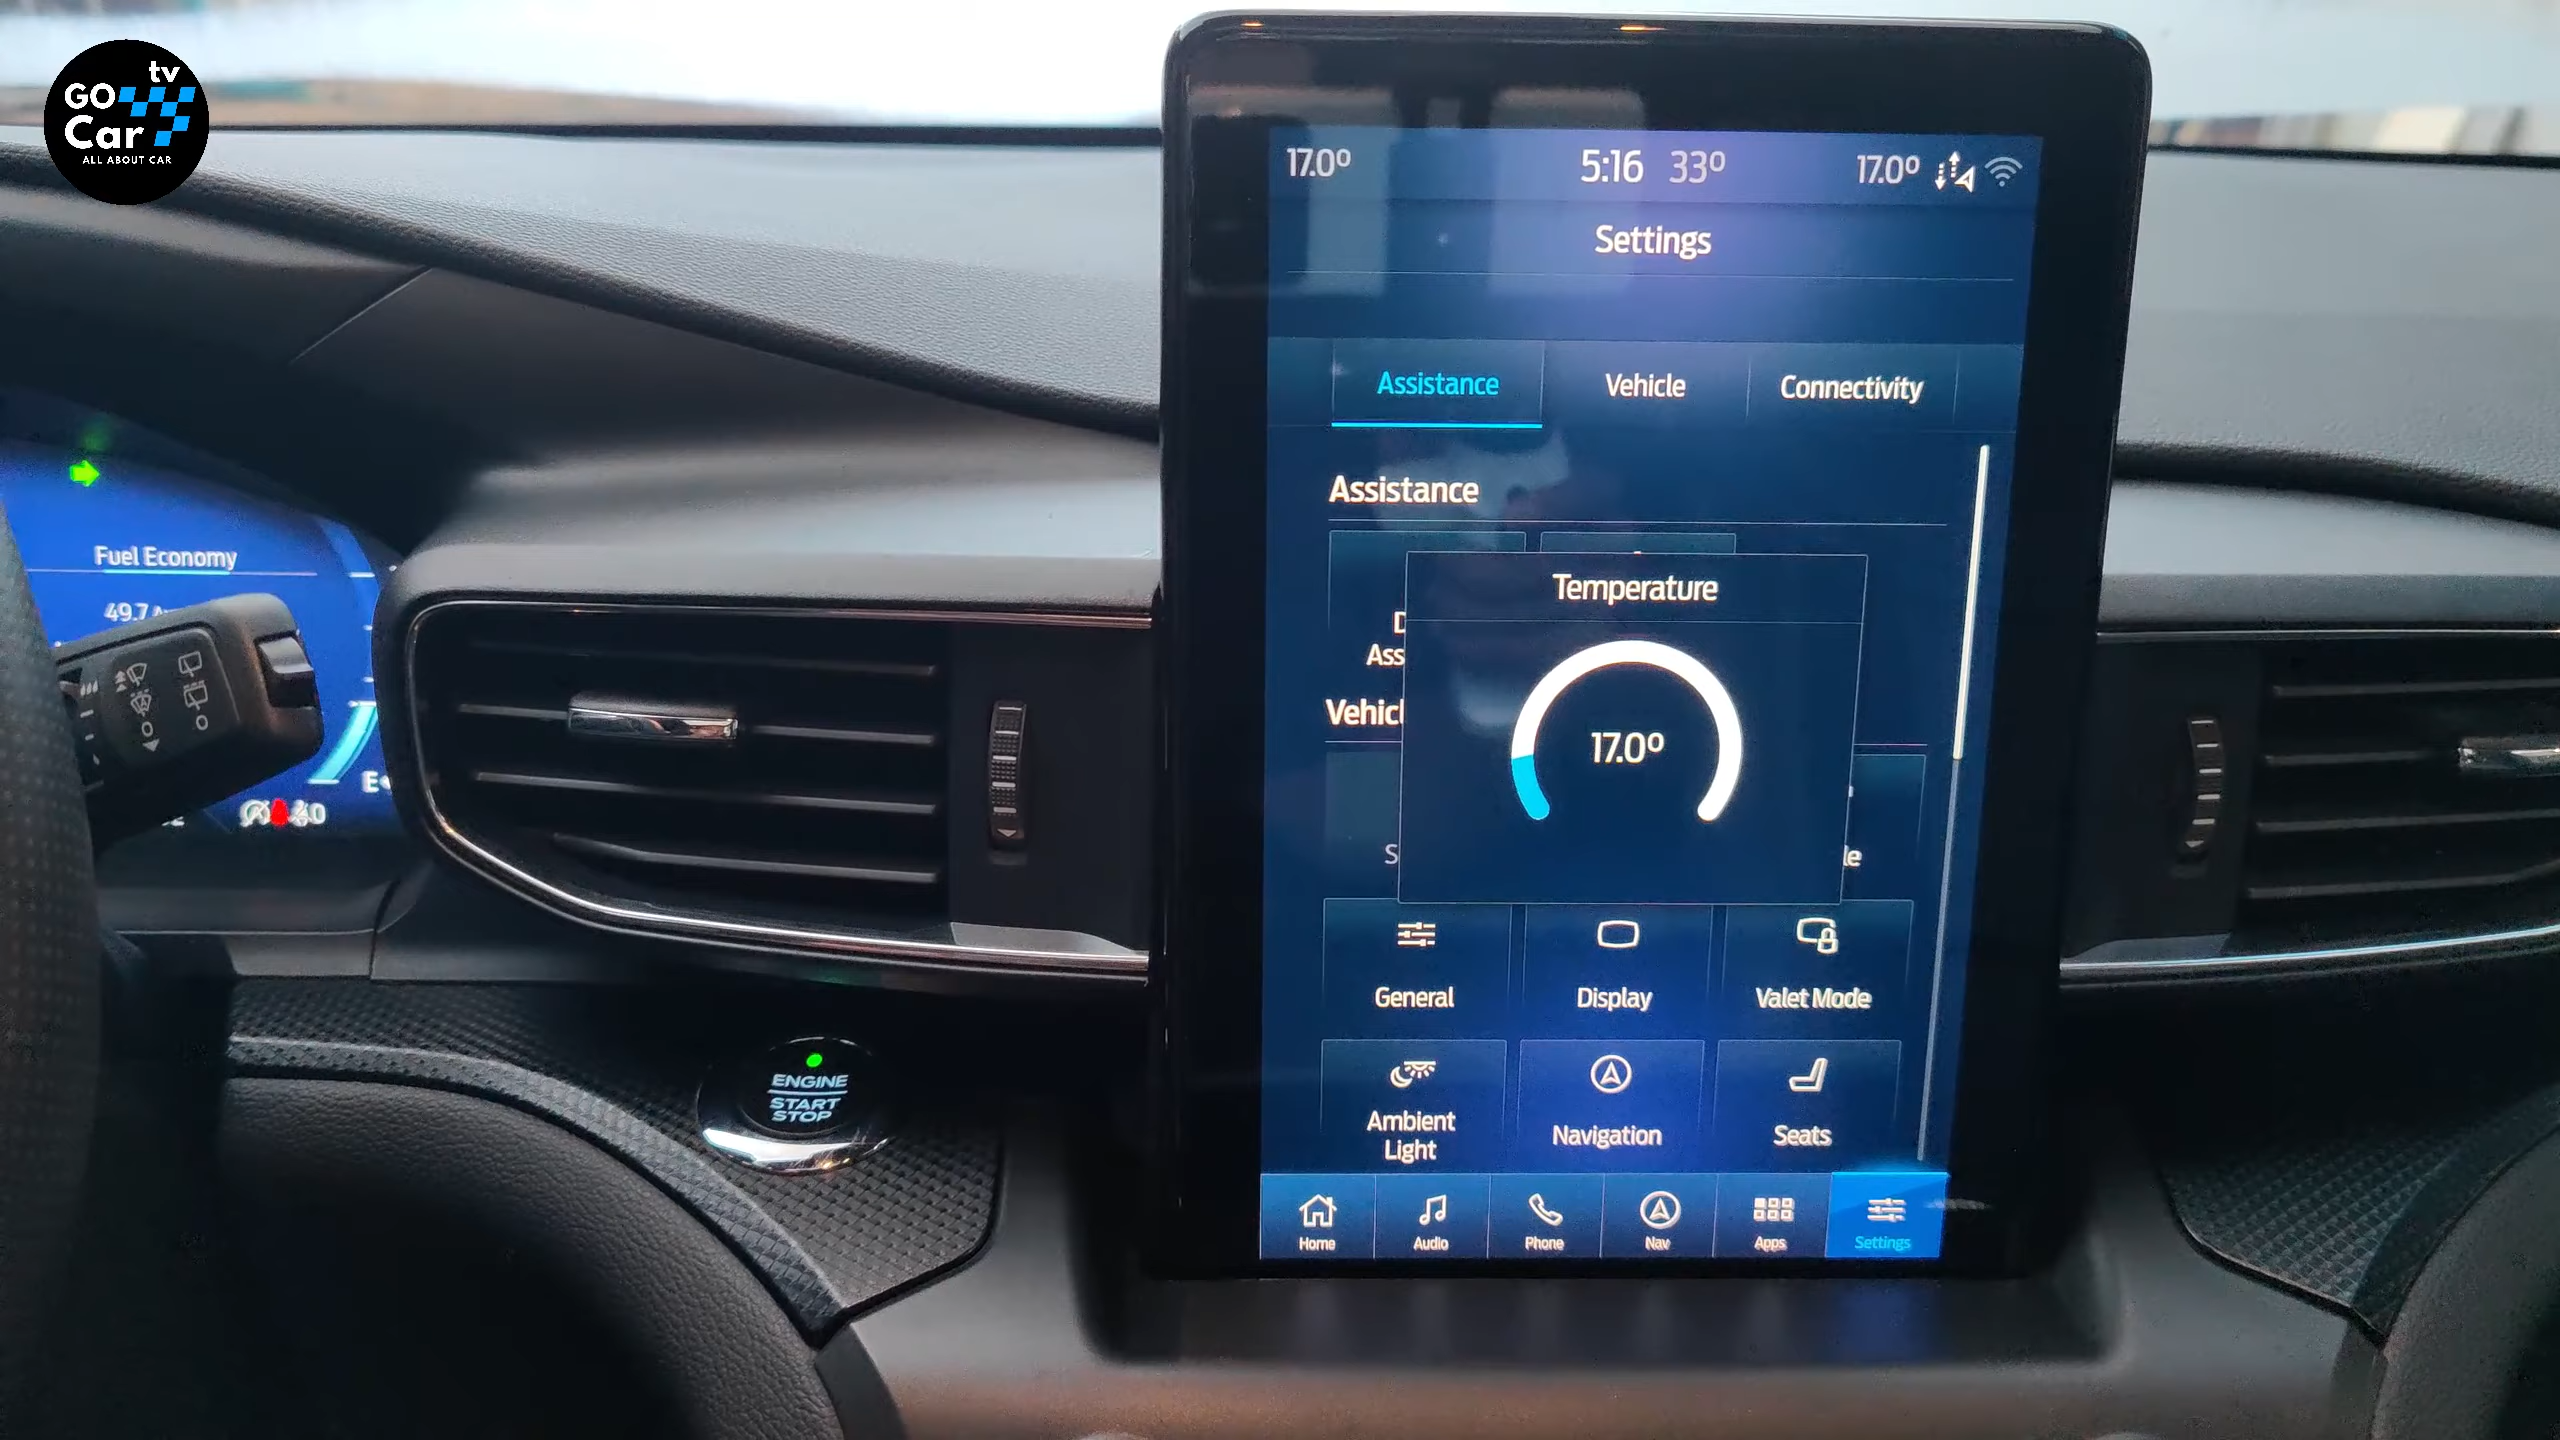 tv
GO
Car
ALL ABOUT CAR
17.0º
5:16
33º
17.0º
Settings
Assistance
Vehicle
Connectivity
Assistance
Temperature
17.0º
General
Display
Valet Mode
Ambient
Light
Navigation
Seats
Home
Audio
Phone
Nav
Apps
Settings
Fuel Economy
49.7
E
ENGINE
START
STOP